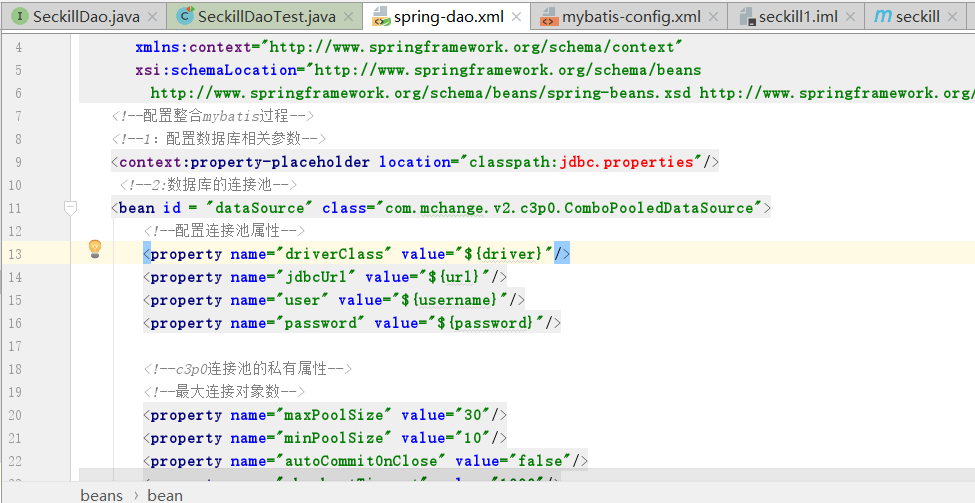 SeckillDao.java × SeckillDaoTest.java × spring-dao.xml × mybatis-config.xml × seckill1.iml × seckill ×
4 xmlns:context="http://www.springframework.org/schema/context"
5 xsi:schemaLocation="http://www.springframework.org/schema/beans
6 http://www.springframework.org/schema/beans/spring-beans.xsd http://www.springframework.org/
7 <!--配置整合mybatis过程-->
8 <!--1：配置数据库相关参数-->
9 <context:property-placeholder location="classpath:jdbc.properties"/>
10 <!--2:数据库的连接池-->
11 <bean id = "dataSource" class="com.mchange.v2.c3p0.ComboPooledDataSource">
12 <!--配置连接池属性-->
13 <property name="driverClass" value="${driver}"/>
14 <property name="jdbcUrl" value="${url}"/>
15 <property name="user" value="${username}"/>
16 <property name="password" value="${password}"/>
17
18 <!--c3p0连接池的私有属性-->
19 <!--最大连接对象数-->
20 <property name="maxPoolSize" value="30"/>
21 <property name="minPoolSize" value="10"/>
22 <property name="autoCommitOnClose" value="false"/>
beans › bean